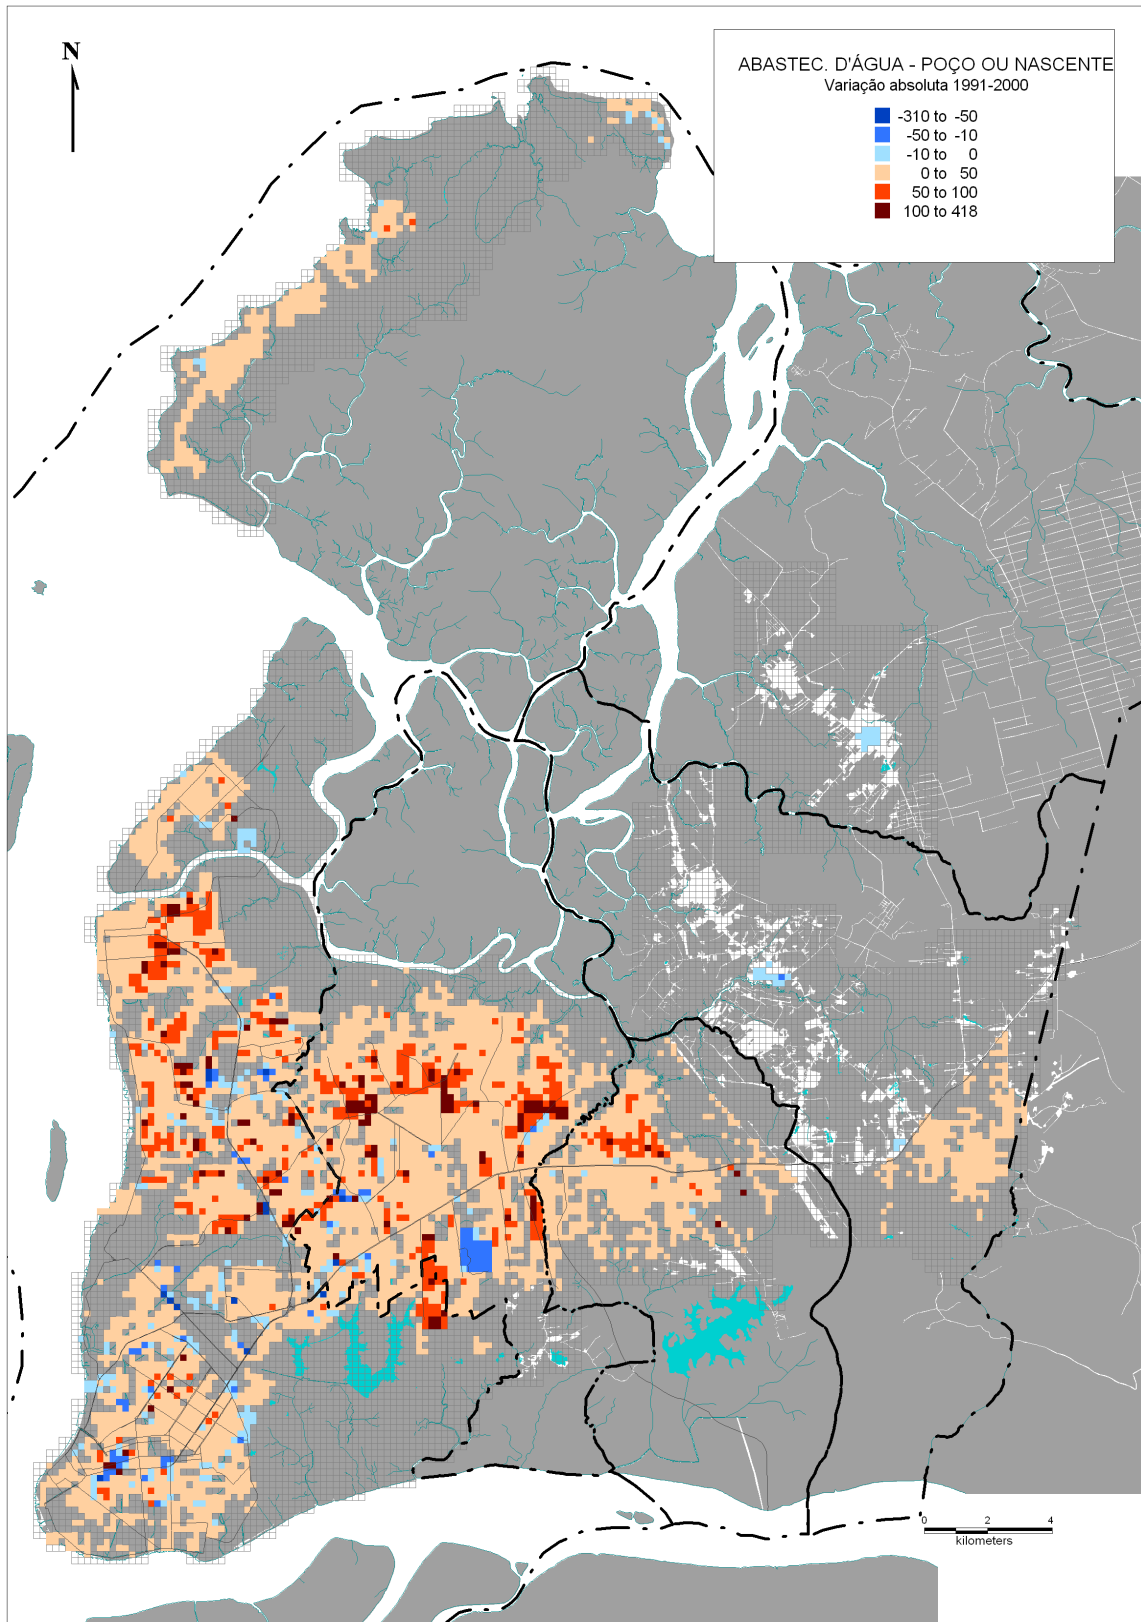 N
ABASTEC. D'ÁGUA - POÇO OU NASCENTE
Variação absoluta 1991-2000
-310 to -50
-50 to -10
-10 to 0
0 to 50
50 to 100
100 to 418
0 2 4
kilometers